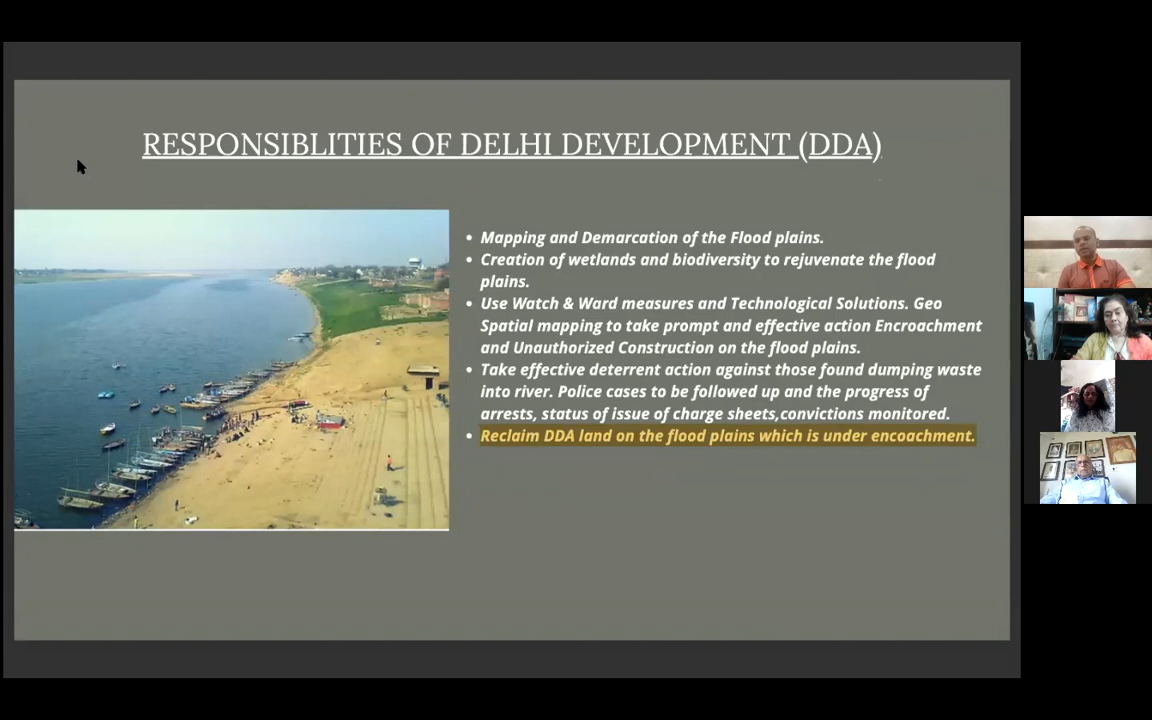 RESPONSIBLITIES OF DELHI DEVELOPMENT (DDA)
• Mapping and Demarcation of the Flood plains.
• Creation of wetlands and biodiversity to rejuvenate the flood
plains.
• Use Watch & Ward measures and Technological Solutions. Geo
Spatial mapping to take prompt and effective action Encroachment
and Unauthorized Construction on the flood plains.
• Take effective deterrent action against those found dumping waste
into river. Police cases to be followed up and the progress of
arrests, status of issue of charge sheets,convictions monitored.
• Reclaim DDA land on the flood plains which is under encoachment.